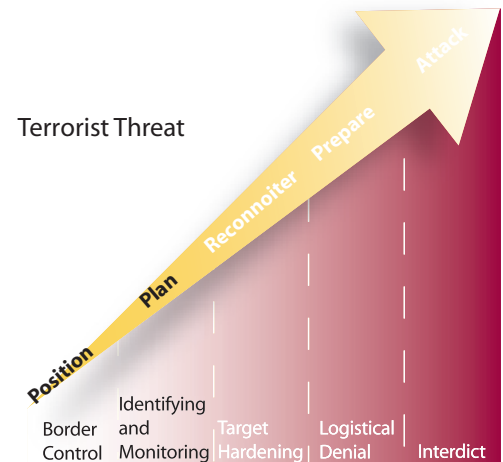 Attack
Terrorist Threat
Prepare
Reconnoiter
Plan
Position
Border
Control
Identifying
and
Monitoring
Target
Hardening
Logistical
Denial
Interdict